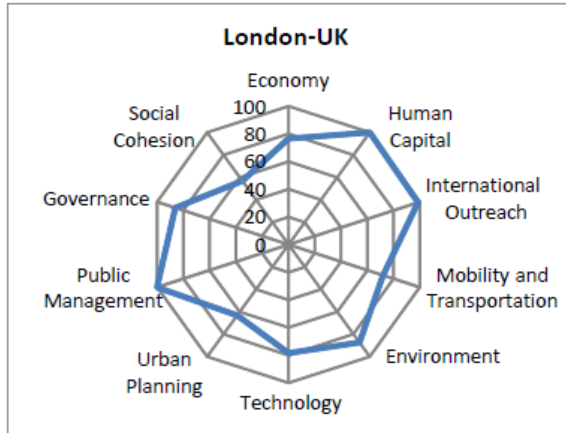 London-UK
Economy
Human
Capital
International
Outreach
Mobility and
Transportation
Environment
Technology
Urban
Planning
Public
Management
Governance
Social
Cohesion
100
80
60
40
20
0